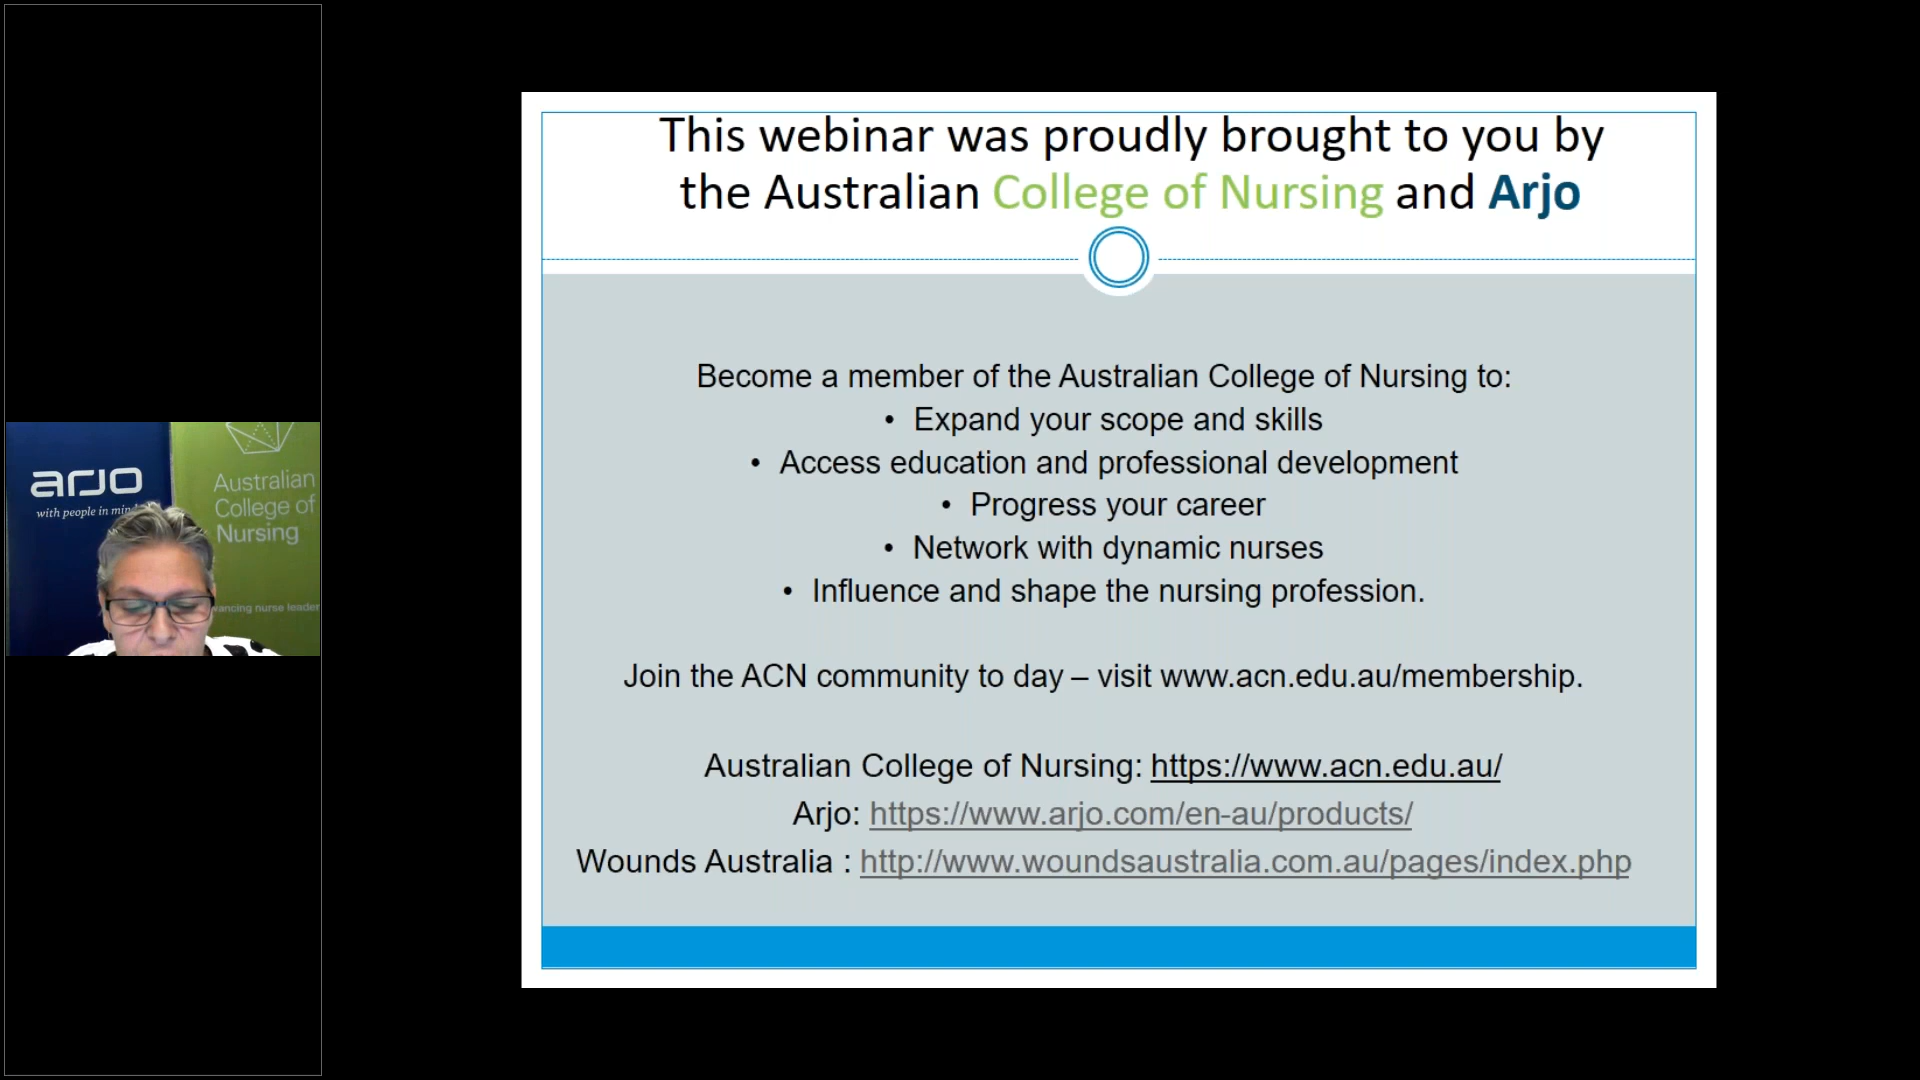 arjo
with people in mind
Australian
College of
Nursing
vancing nurse leader
This webinar was proudly brought to you by
the Australian College of Nursing and Arjo
Become a member of the Australian College of Nursing to:
• Expand your scope and skills
• Access education and professional development
• Progress your career
• Network with dynamic nurses
• Influence and shape the nursing profession.
Join the ACN community to day – visit www.acn.edu.au/membership.
Australian College of Nursing: https://www.acn.edu.au/
Arjo: https://www.arjo.com/en-au/products/
Wounds Australia : http://www.woundsaustralia.com.au/pages/index.php